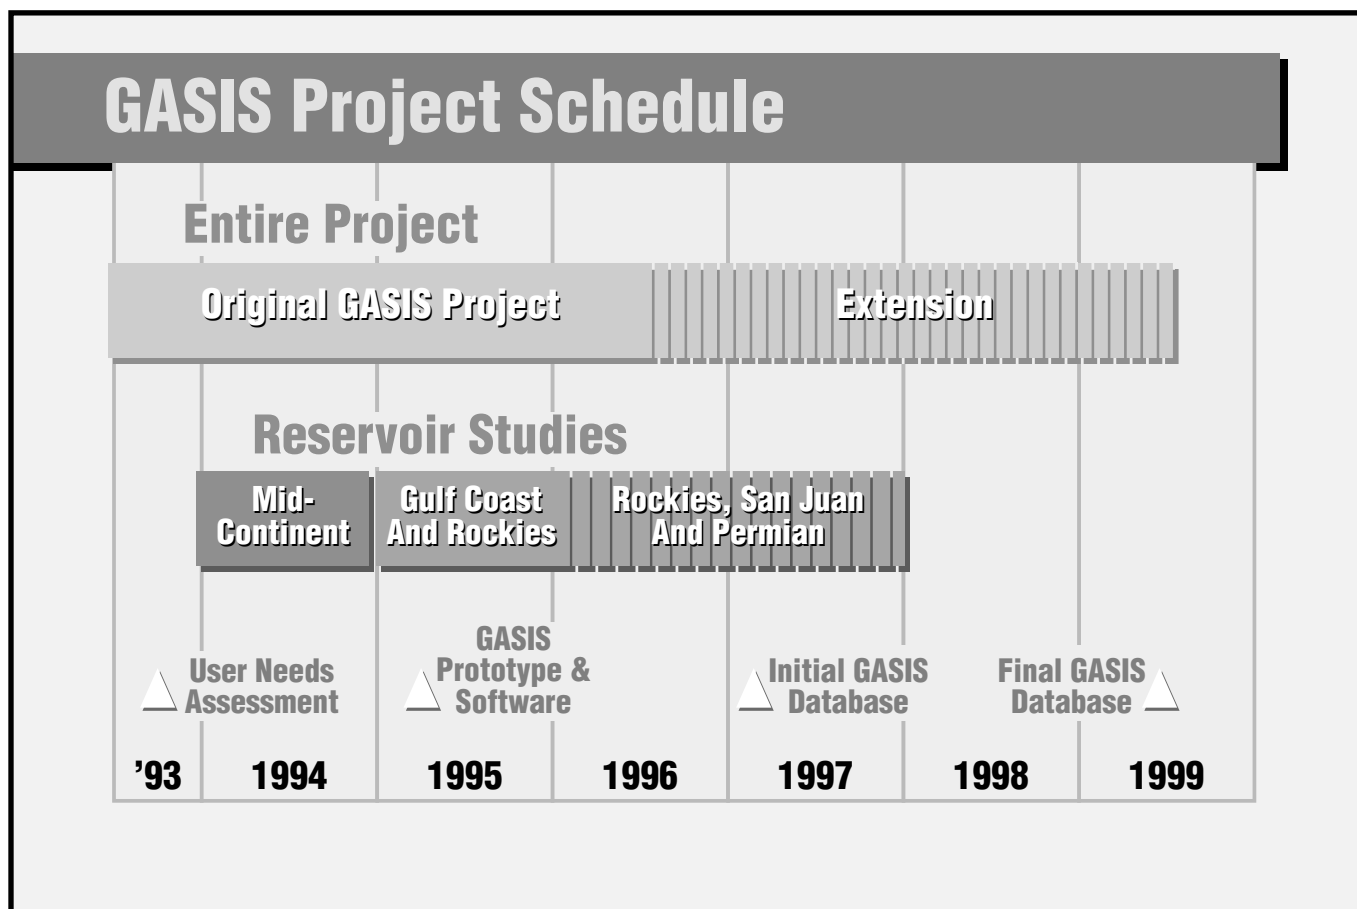 GASIS Project Schedule
Entire Project
Original GASIS Project
Extension
Reservoir Studies
Mid-
Continent
Gulf Coast
And Rockies
Rockies, San Juan
And Permian
User Needs
Assessment
GASIS
Prototype &
Software
Initial GASIS
Database
Final GASIS
Database
’93
1994
1995
1996
1997
1998
1999